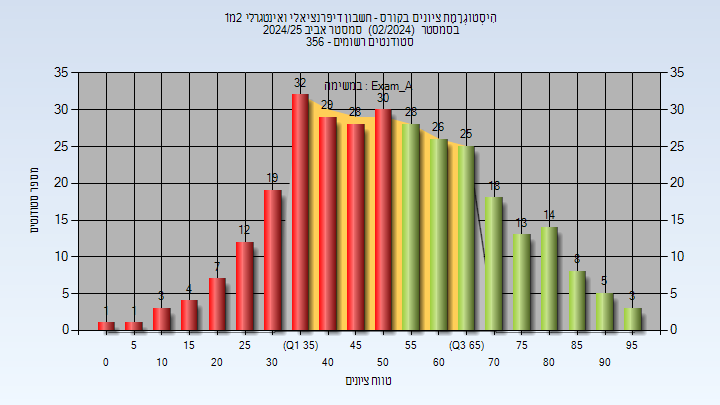 הִיסְטוֹגְרָמַת ציונים בקורס - חשבון דיפרנציאלי ואינטגרלי 2מ1
בסמסטר (02/2024) סמסטר אביב 2024/25
סטודנטים רשומים - 356
במשימה : Exam_A
מספר סטודנטים
35 30 25 20 15 10 5 0
1 1 3 4 7 12 19 32 29 28 30 28 26 25 18 13 14 8 5 3
35 30 25 20 15 10 5 0
5 15 25 (Q1 35) 45 55 (Q3 65) 75 85 95
0 10 20 30 40 50 60 70 80 90
טווח ציונים